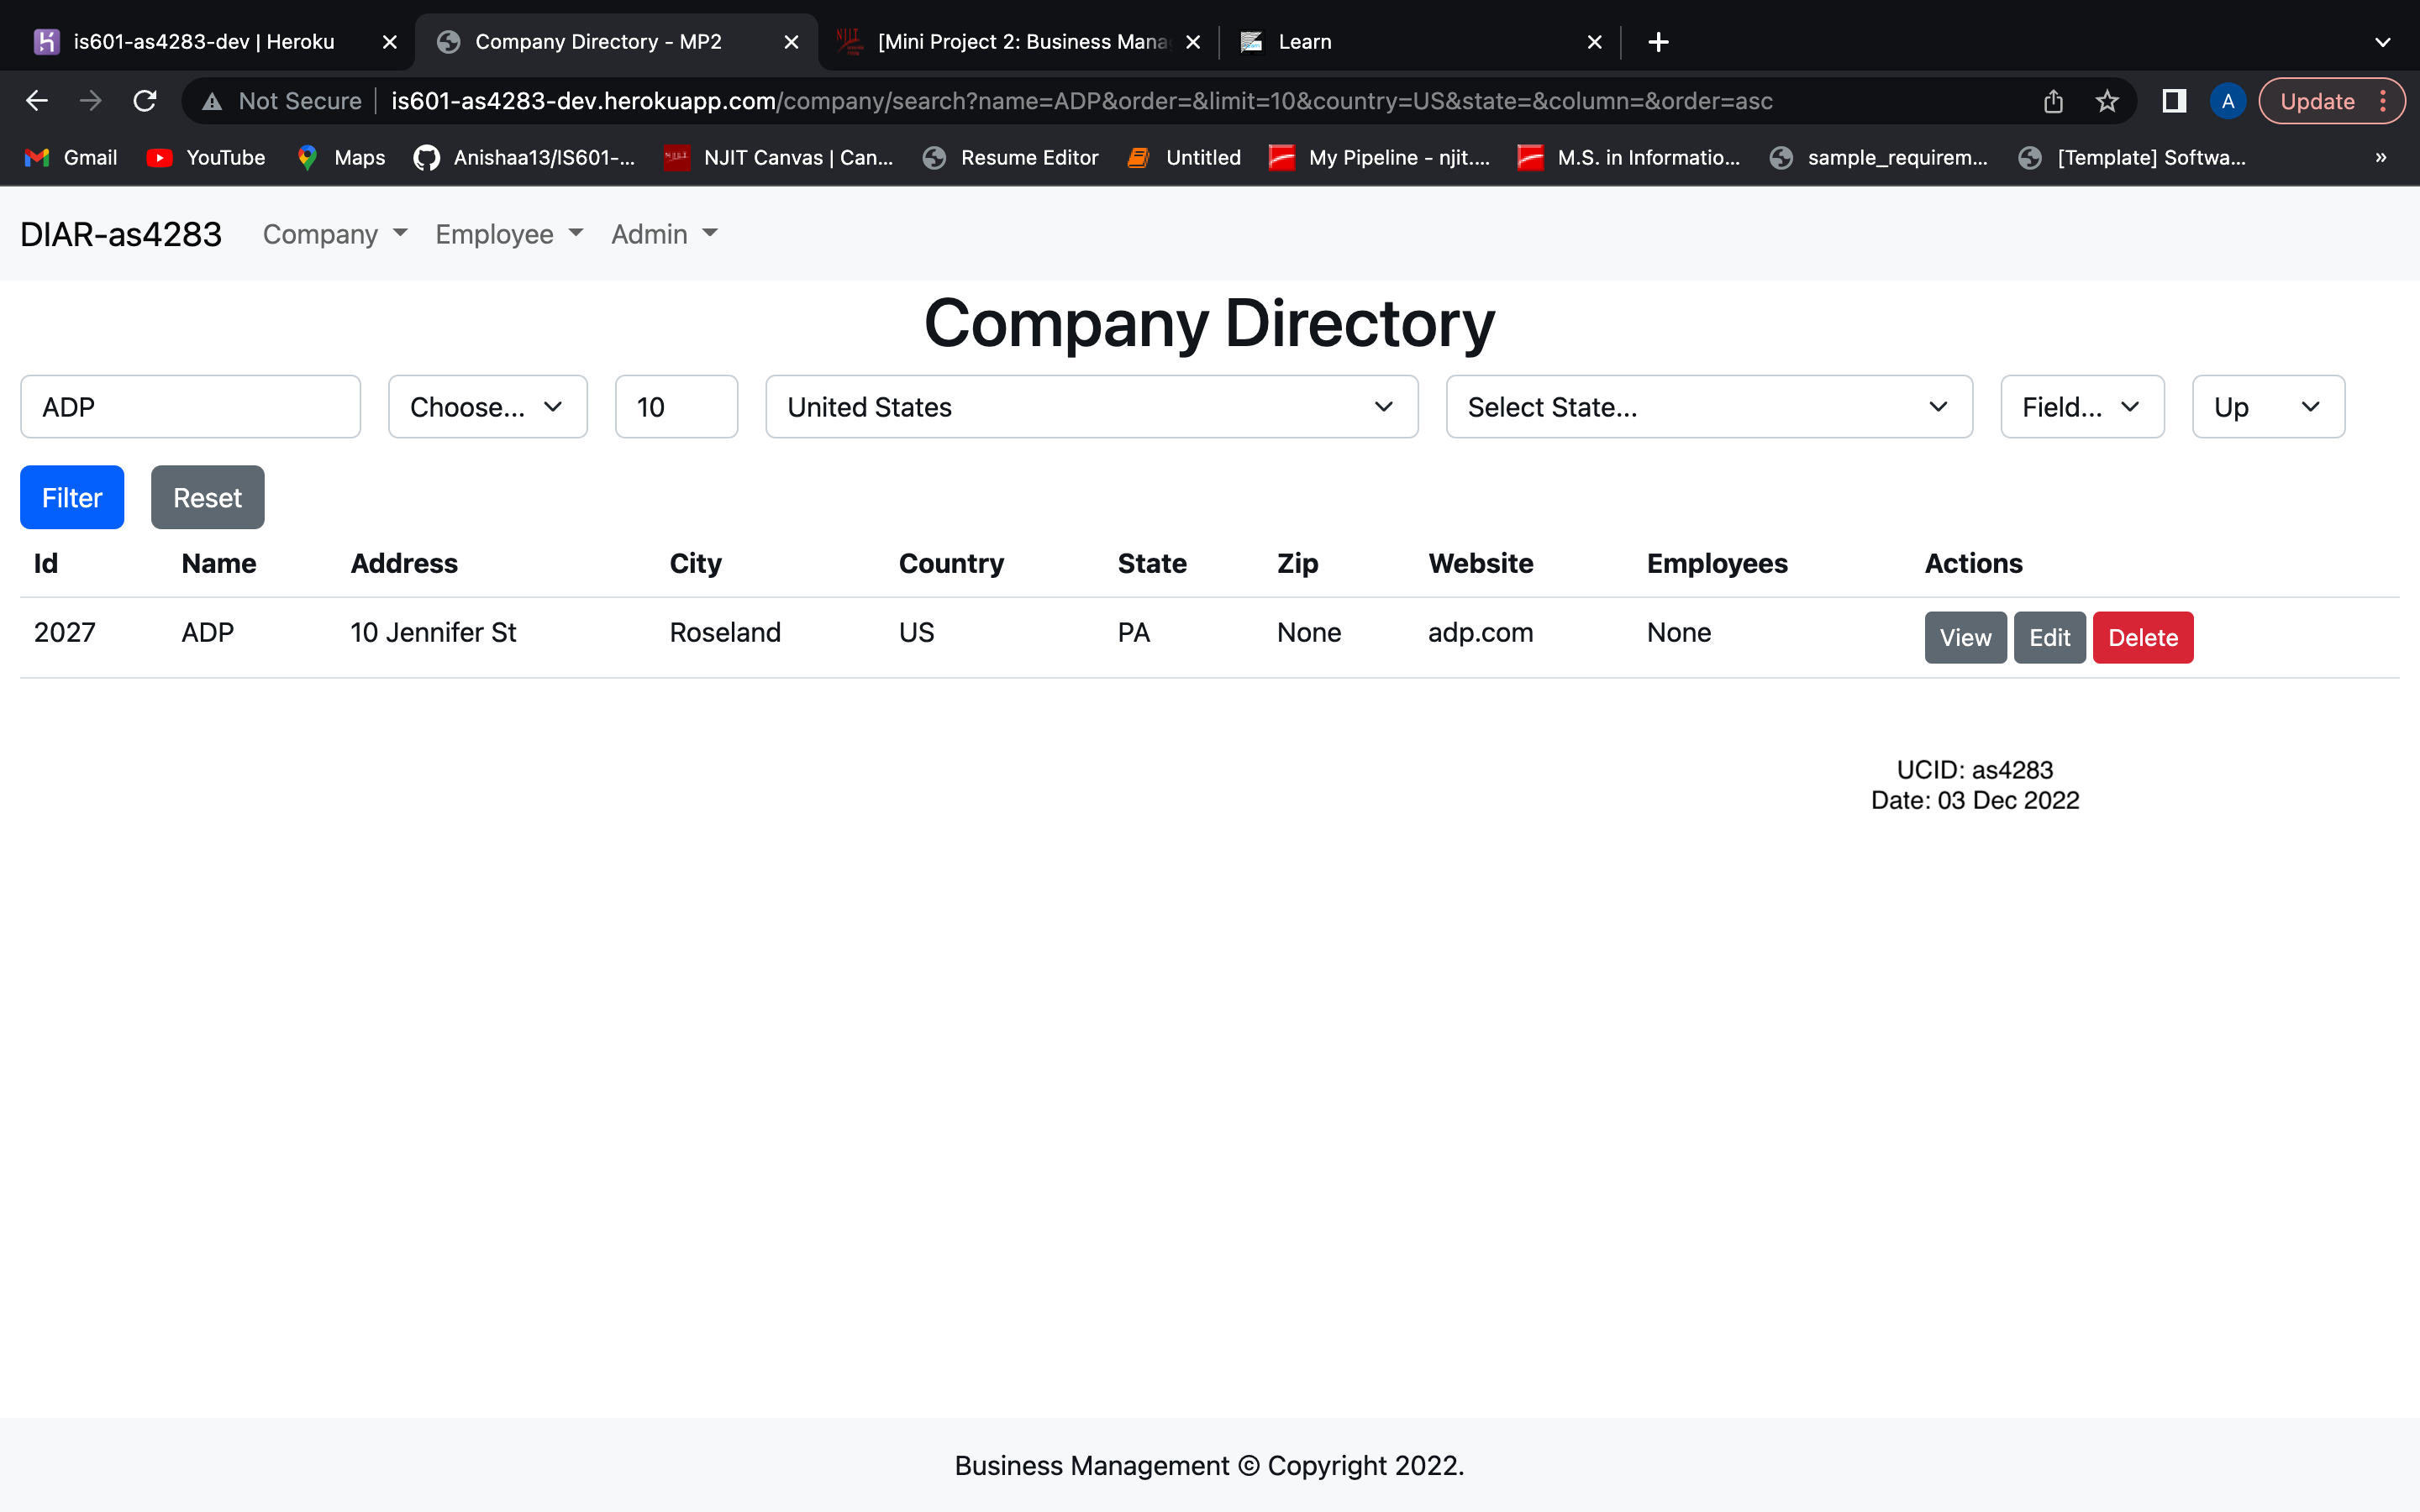 is601-as4283-dev | Heroku
Company Directory - MP2
[Mini Project 2: Business Mana
Learn
Not Secure
is601-as4283-dev.herokuapp.com/company/search?name=ADP&order=&limit=10&country=US&state=&column=&order=asc
A
Update
Gmail
YouTube
Maps
Anishaa13/IS601-...
NJIT Canvas | Can...
Resume Editor
Untitled
My Pipeline - njit....
M.S. in Informatio...
sample_requirem...
[Template] Softwa...
»
DIAR-as4283 Company Employee Admin
Company Directory
ADP Choose... 10 United States Select State... Field... Up
Filter Reset
Id Name Address City Country State Zip Website Employees Actions
2027 ADP 10 Jennifer St Roseland US PA None adp.com None View Edit Delete
UCID: as4283
Date: 03 Dec 2022
Business Management © Copyright 2022.